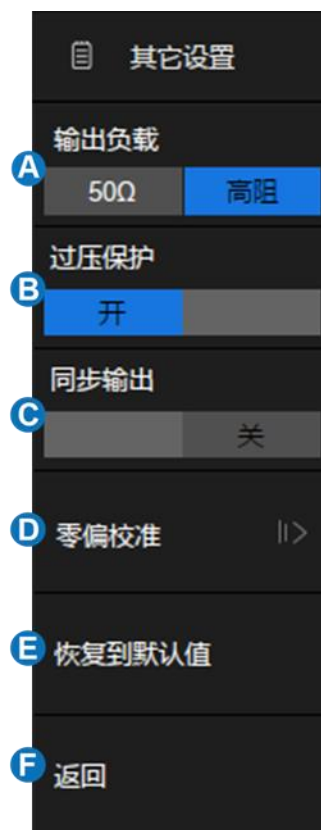 其它设置
输出负载
A
50Ω 高阻
过压保护
B
开
同步输出
C
关
D 零偏校准
E 恢复到默认值
F 返回